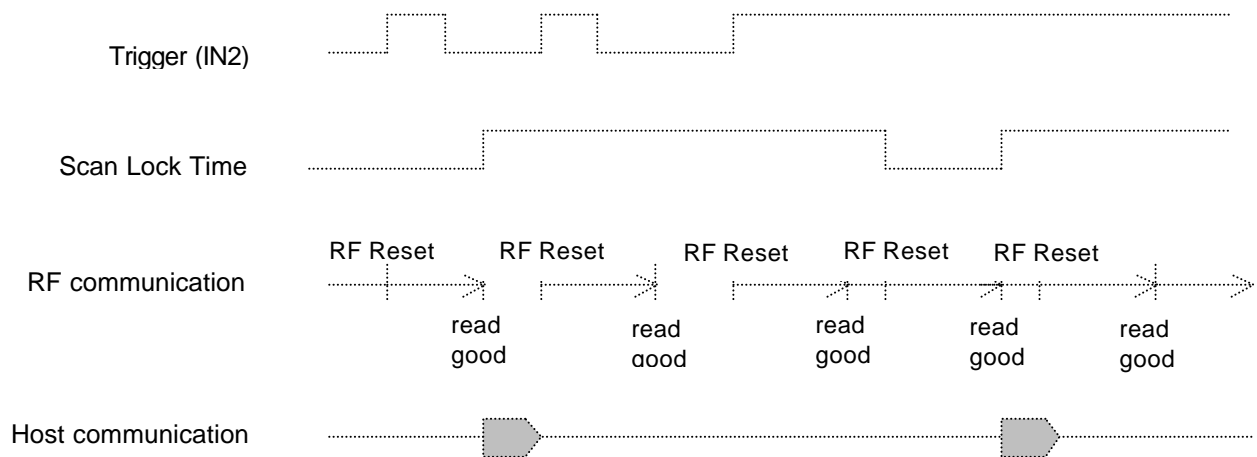 Trigger (IN2)
Scan Lock Time
RF Reset RF Reset RF Reset RF Reset RF Reset
RF communication
read read read read read
good good good good good
Host communication